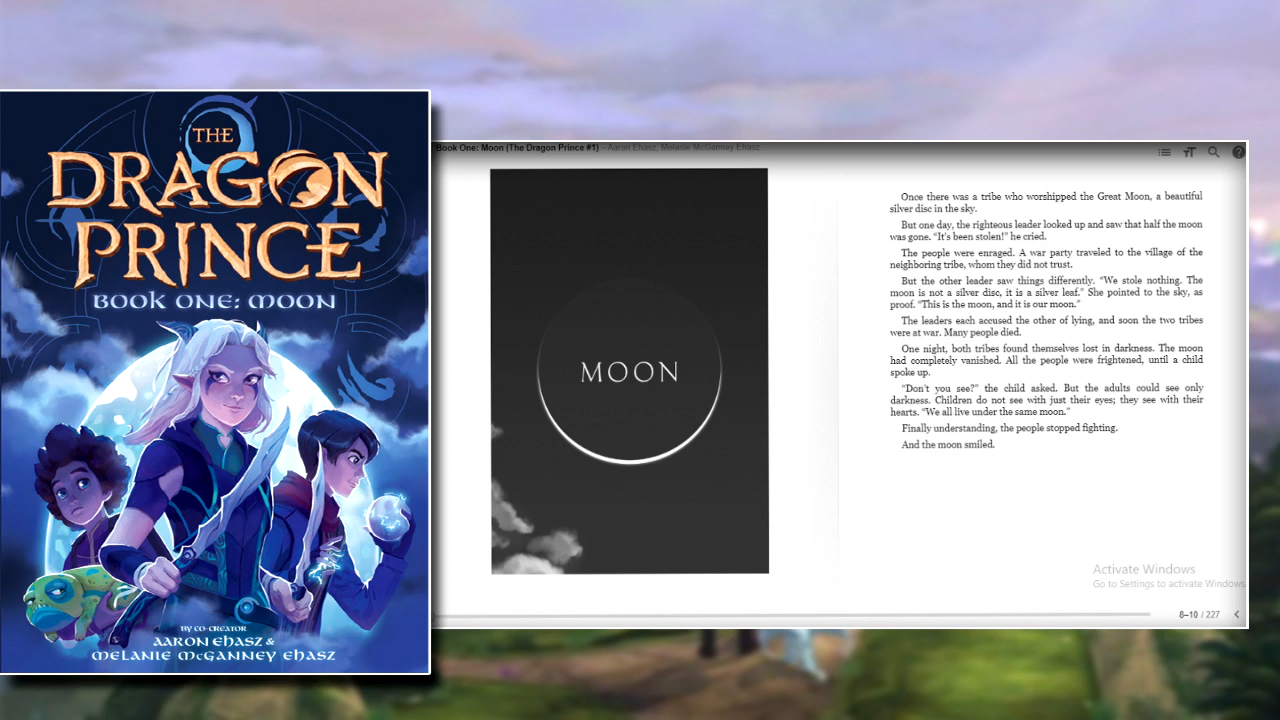 THE
DRAGON
PRINCE
BOOK ONE: MOON
BY CO-CREATOR
AARON EHASZ &
MELANIE McGANNEY EHASZ
Book One: Moon (The Dragon Prince #1) – Aaron Ehasz, Melanie McGanney Ehasz
MOON
Once there was a tribe who worshipped the Great Moon, a beautiful
silver disc in the sky.
But one day, the righteous leader looked up and saw that half the moon
was gone. “It's been stolen!” he cried.
The people were enraged. A war party traveled to the village of the
neighboring tribe, whom they did not trust.
But the other leader saw things differently. “We stole nothing. The
moon is not a silver disc, it is a silver leaf.” She pointed to the sky, as
proof. “This is the moon, and it is our moon.”
The leaders each accused the other of lying, and soon the two tribes
were at war. Many people died.
One night, both tribes found themselves lost in darkness. The moon
had completely vanished. All the people were frightened, until a child
spoke up.
“Don't you see?” the child asked. But the adults could see only
darkness. Children do not see with just their eyes; they see with their
hearts. “We all live under the same moon.”
Finally understanding, the people stopped fighting.
And the moon smiled.
Activate Windows
Go to Settings to activate Windows.
8–10 / 227